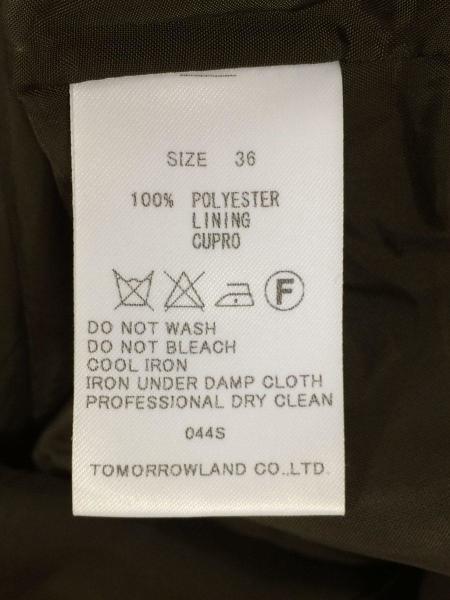 SIZE 36
100% POLYESTER
LINING
CUPRO
F
DO NOT WASH
DO NOT BLEACH
COOL IRON
IRON UNDER DAMP CLOTH
PROFESSIONAL DRY CLEAN
044S
TOMORROWLAND CO.,LTD.